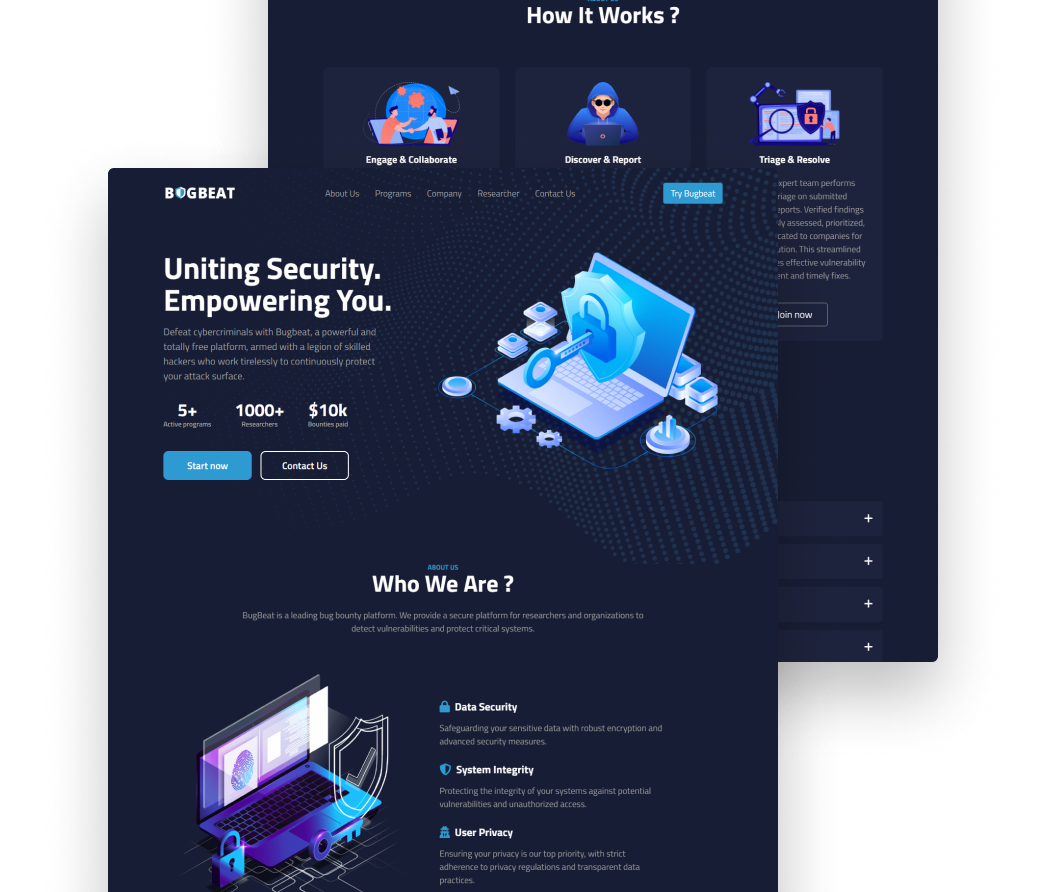 How It Works ?
Engage & Collaborate
Discover & Report
Triage & Resolve
expert team performs
triage on submitted
reports. Verified findings
assessed, prioritized,
to companies for
This streamlined
effective vulnerability
and timely fixes.
Join now
BUGBEAT
About Us Programs Company Researcher Contact Us
Try Bugbeat
Uniting Security.
Empowering You.
Defeat cybercriminals with Bugbeat, a powerful and
totally free platform, armed with a legion of skilled
hackers who work tirelessly to continuously protect
your attack surface.
5+ 1000+ $10k
Active programs Researchers Bounties paid
Start now Contact Us
ABOUT US
Who We Are ?
BugBeat is a leading bug bounty platform. We provide a secure platform for researchers and organizations to
detect vulnerabilities and protect critical systems.
Data Security
Safeguarding your sensitive data with robust encryption and
advanced security measures.
System Integrity
Protecting the integrity of your systems against potential
vulnerabilities and unauthorized access.
User Privacy
Ensuring your privacy is our top priority, with strict
adherence to privacy regulations and transparent data
practices.